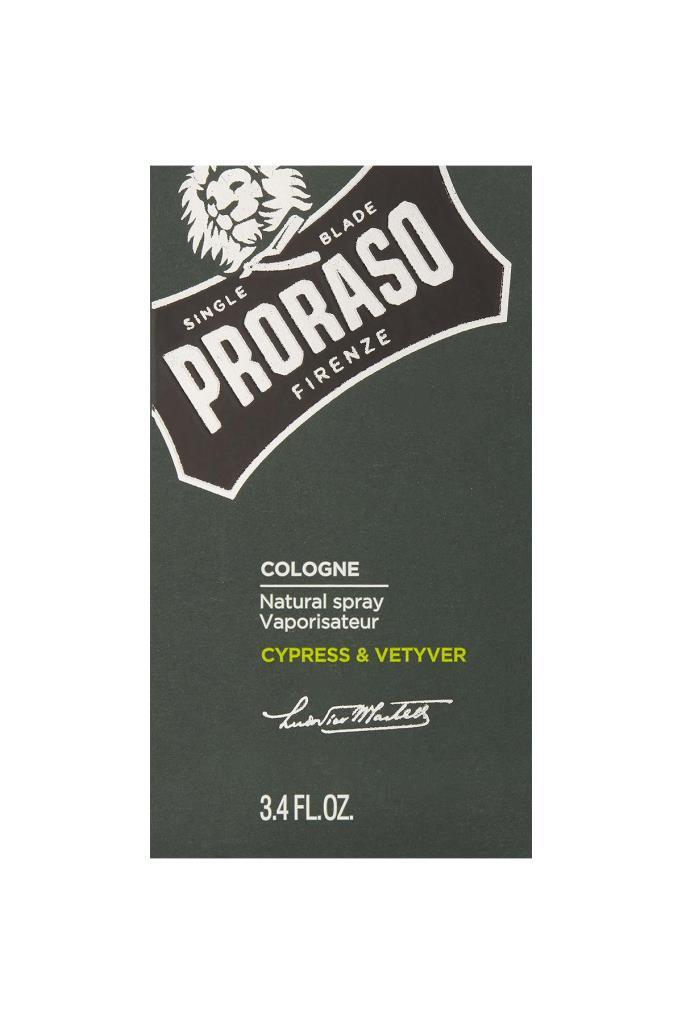 SINGLE BLADE
PRORASO
FIRENZE
COLOGNE
Natural spray
Vaporisateur
CYPRESS & VETYVER
3.4 FL.OZ.